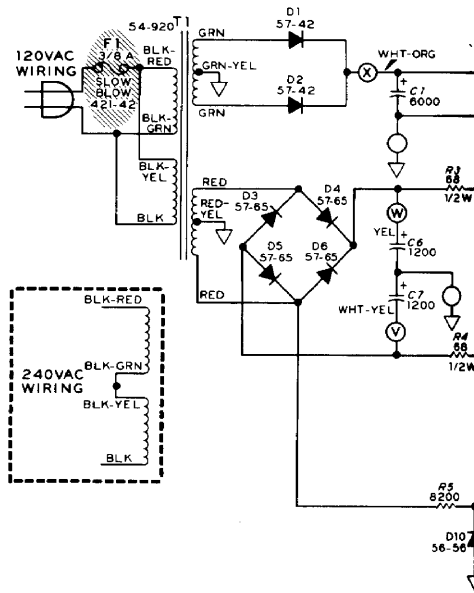 54-920 T1
120VAC
WIRING
F1
3/8 A
SLOW
BLOW
421-42
BLK-
RED
BLK-
GRN
BLK-
YEL
BLK
GRN
GRN-YEL
GRN
D1
57-42
D2
57-42
X
WHT-ORG
+
C1
6000
RED
RED-
YEL
RED
D3
57-65
D4
57-65
D5
57-65
D6
57-65
R3
68
1/2W
W
YEL
+
C6
1200
+
C7
1200
WHT-YEL
V
R4
68
1/2W
240VAC
WIRING
BLK-RED
BLK-GRN
BLK-YEL
BLK
R5
8200
D10
56-56